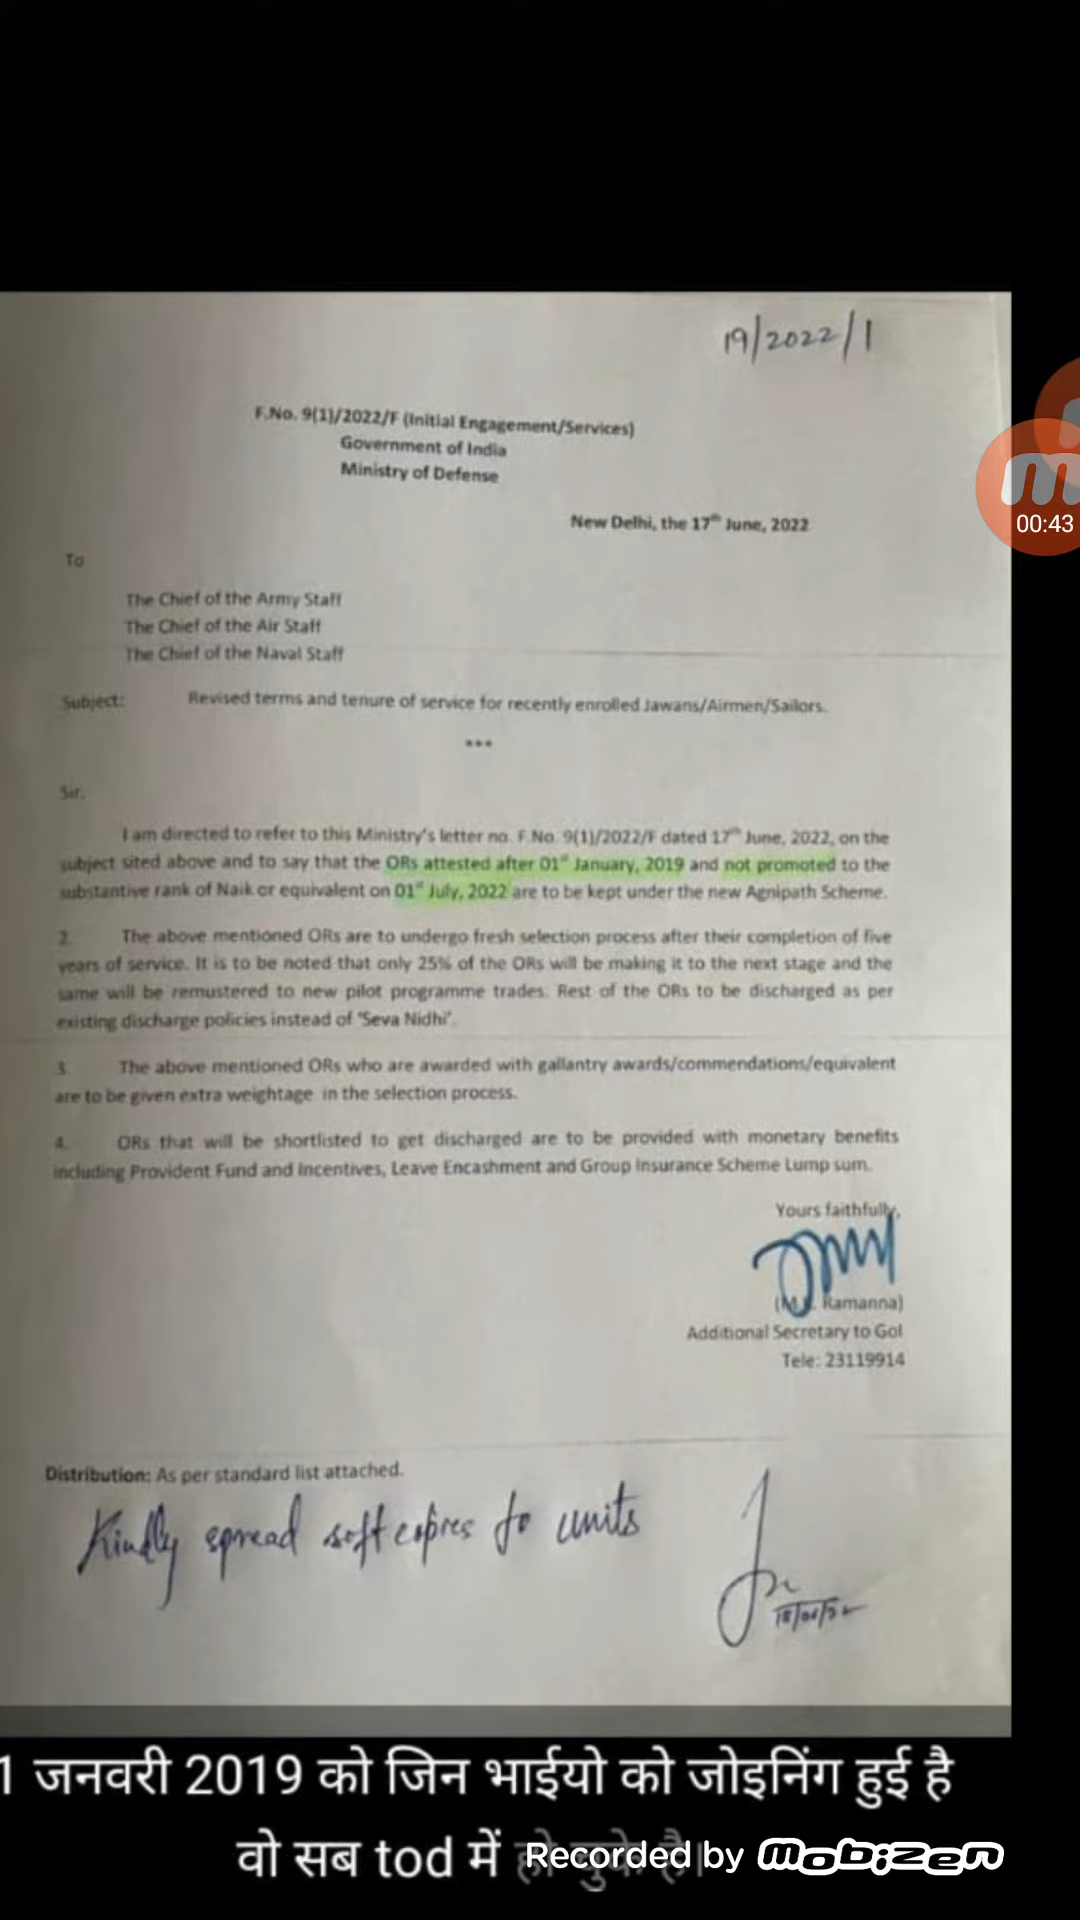 19/2022/1
F.No. 9(1)/2022/F (Initial Engagement/Services)
Government of India
Ministry of Defense
00:43
New Delhi, the 17th June, 2022
To
The Chief of the Army Staff
The Chief of the Air Staff
The Chief of the Naval Staff
Subject: Revised terms and tenure of service for recently enrolled Jawans/Airmen/Sailors.
***
Sir,
I am directed to refer to this Ministry's letter no. F.No. 9(1)/2022/F dated 17th June, 2022, on the
subject sited above and to say that the ORs attested after 01st January, 2019 and not promoted to the
substantive rank of Naik or equivalent on 01st July, 2022 are to be kept under the new Agnipath Scheme.
2. The above mentioned ORs are to undergo fresh selection process after their completion of five
years of service. It is to be noted that only 25% of the ORs will be making it to the next stage and the
same will be remustered to new pilot programme trades. Rest of the ORs to be discharged as per
existing discharge policies instead of 'Seva Nidhi'.
3. The above mentioned ORs who are awarded with gallantry awards/commendations/equivalent
are to be given extra weightage in the selection process.
4. ORs that will be shortlisted to get discharged are to be provided with monetary benefits
including Provident Fund and Incentives, Leave Encashment and Group Insurance Scheme Lump sum.
Yours faithfully,
Ramanna)
Additional Secretary to GoI
Tele: 23119914
Distribution: As per standard list attached.
Kindly spread soft copies to units
1 जनवरी 2019 को जिन भाईयो को जोइनिंग हुई है
वो सब tod में हो चुके है।
Recorded by mobizen